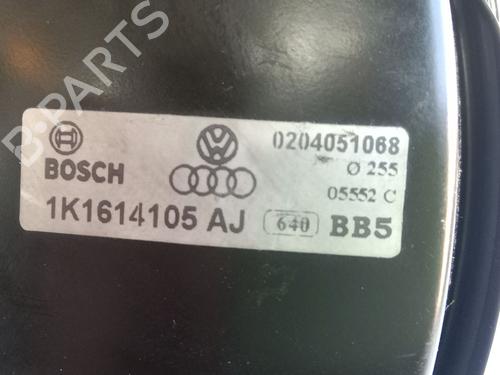 BOSCH
0204051068
Ø 255
05552 C
1K1614105 AJ 640 BB5
B-PARTS